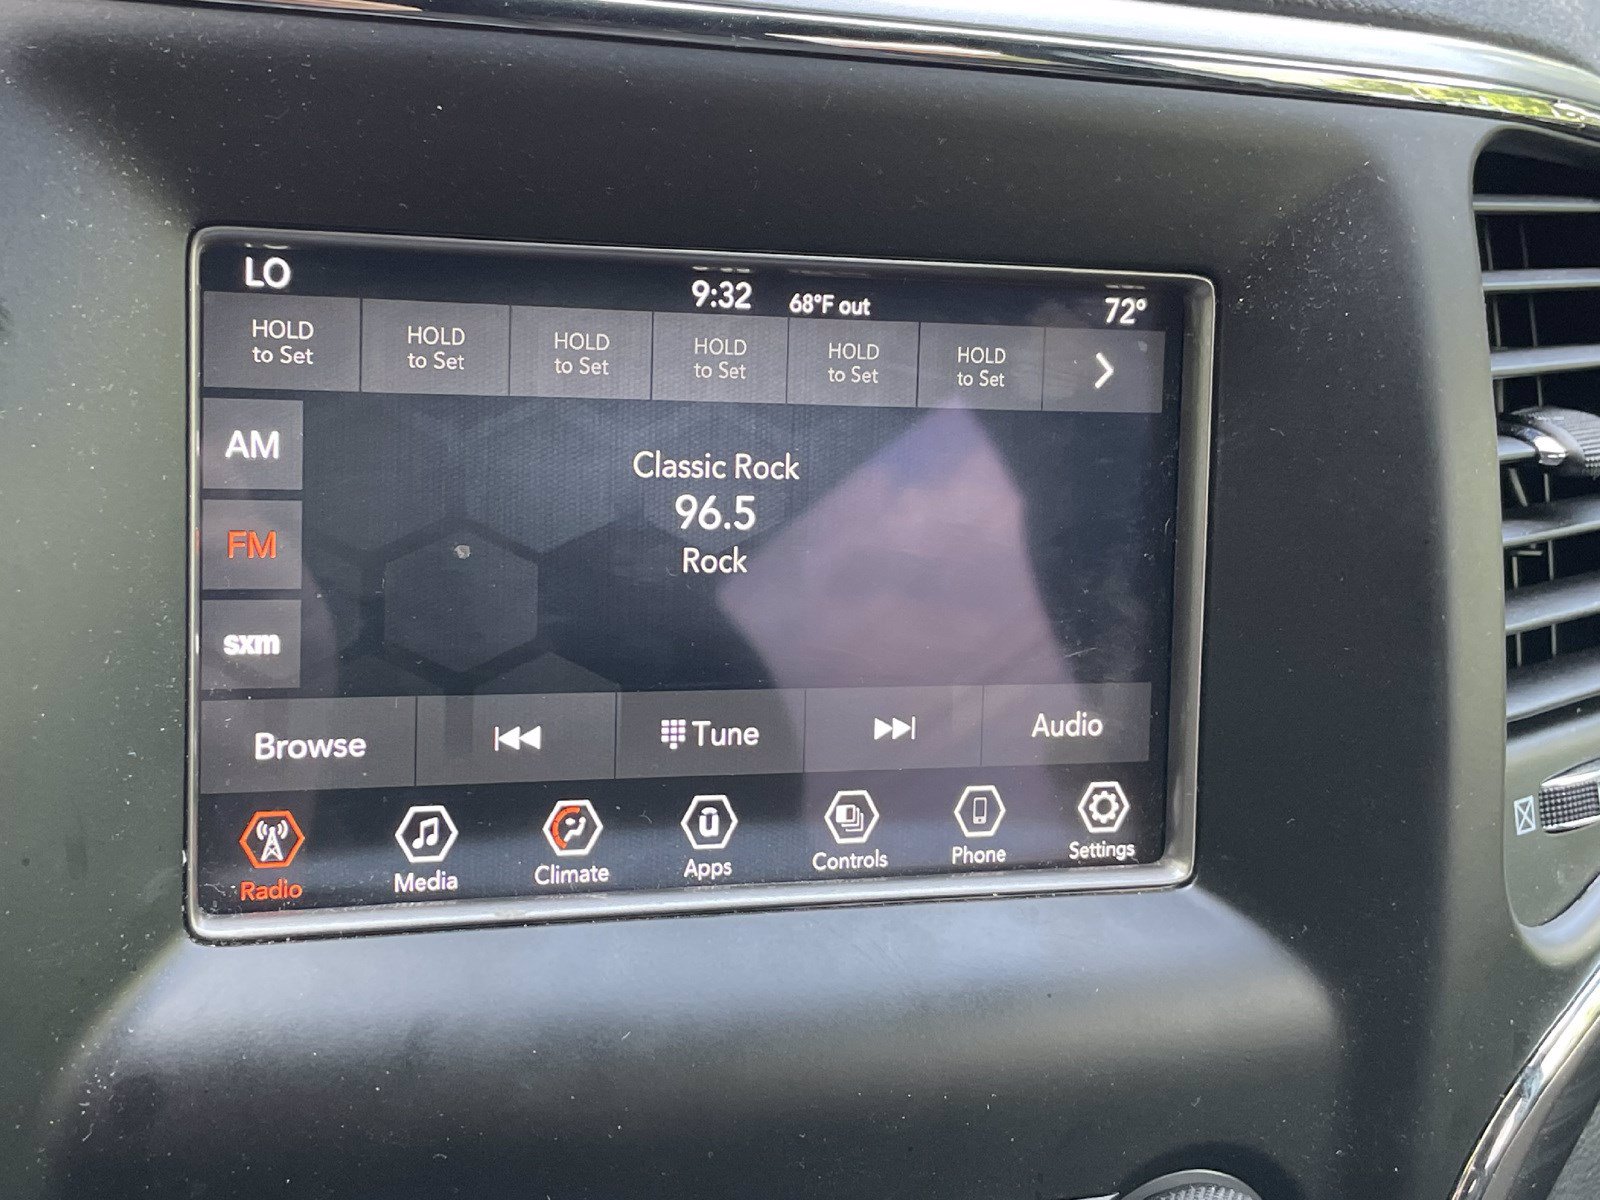 LO
9:32 68°F out 72°
HOLD
to Set
HOLD
to Set
HOLD
to Set
HOLD
to Set
HOLD
to Set
HOLD
to Set
AM
FM
sxm
Classic Rock
96.5
Rock
Browse
Tune
Audio
Radio
Media
Climate
Apps
Controls
Phone
Settings